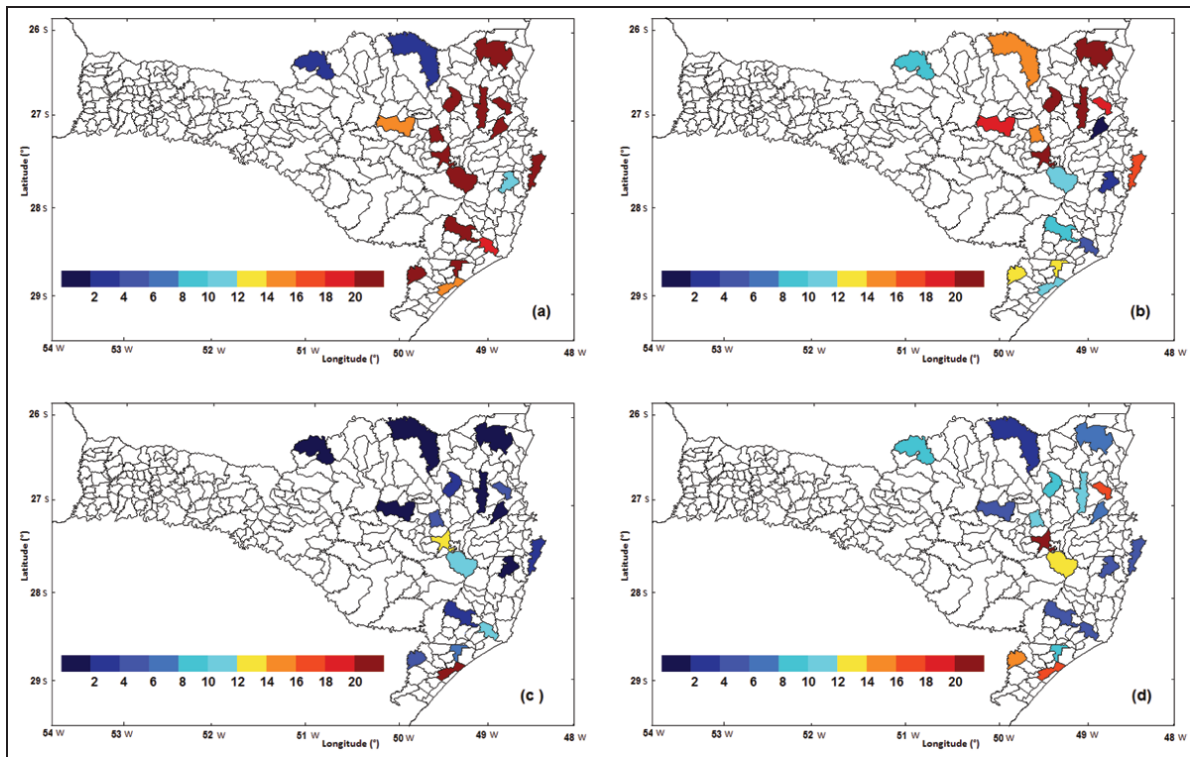 26 S
27 S
28 S
29 S
Latitude (°)
2 4 6 8 10 12 14 16 18 20
(a)
54 W 53 W 52 W 51 W 50 W 49 W 48 W
Longitude (°)
26 S
27 S
28 S
29 S
Latitude (°)
2 4 6 8 10 12 14 16 18 20
(b)
54 W 53 W 52 W 51 W 50 W 49 W 48 W
Longitude (°)
26 S
27 S
28 S
29 S
Latitude (°)
2 4 6 8 10 12 14 16 18 20
(c )
54 W 53 W 52 W 51 W 50 W 49 W 48 W
Longitude (°)
26 S
27 S
28 S
29 S
Latitude (°)
2 4 6 8 10 12 14 16 18 20
(d)
54 W 53 W 52 W 51 W 50 W 49 W 48 W
Longitude (°)